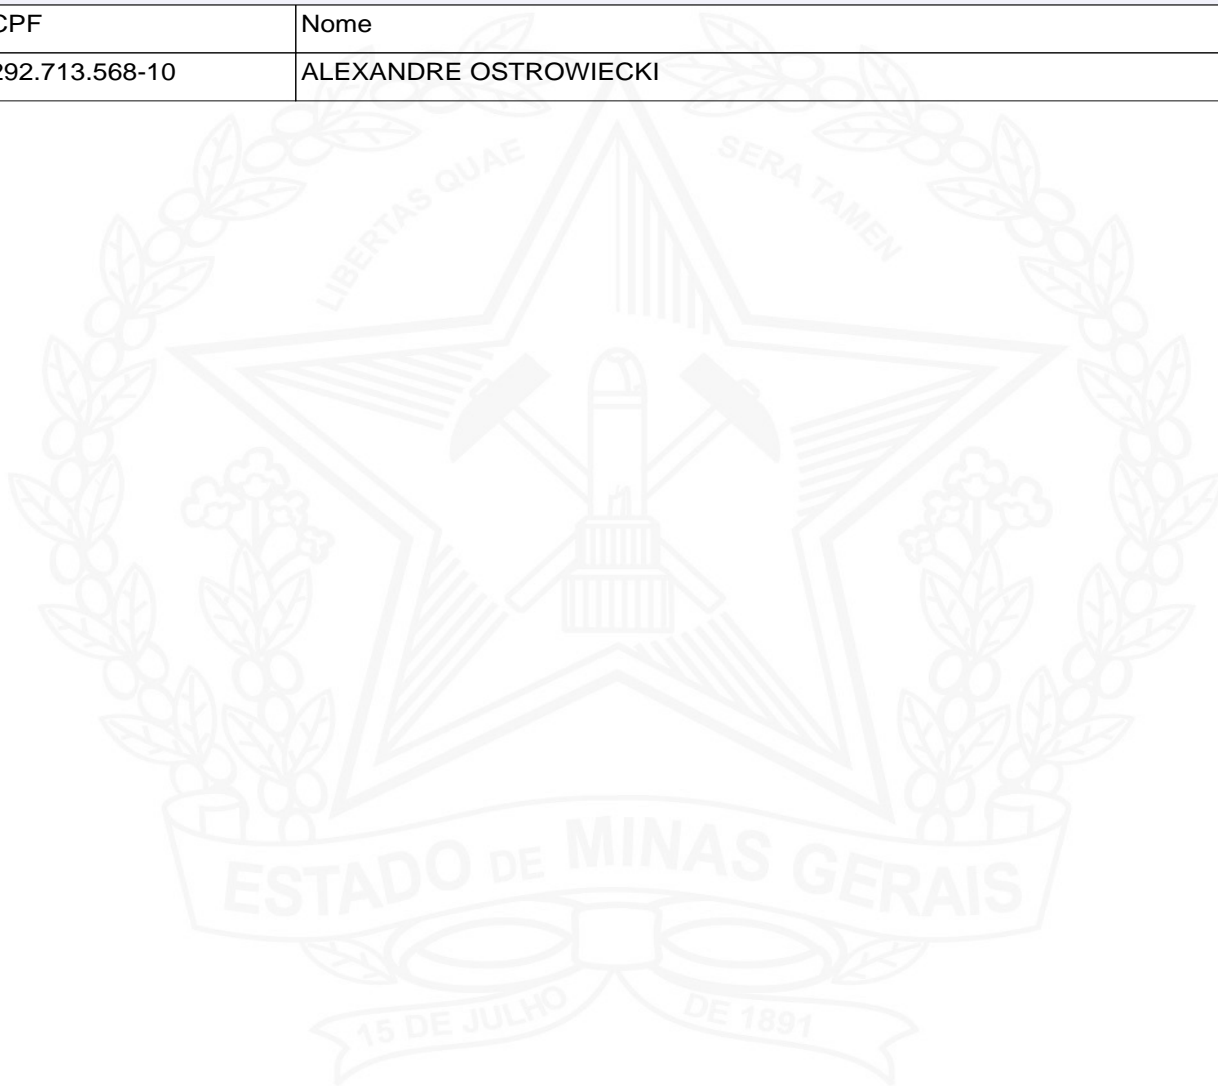 CPF Nome
292.713.568-10 ALEXANDRE OSTROWIECKI
LIBERTAS QUAE SERA TAMEN
ESTADO DE MINAS GERAIS
15 DE JULHO DE 1891